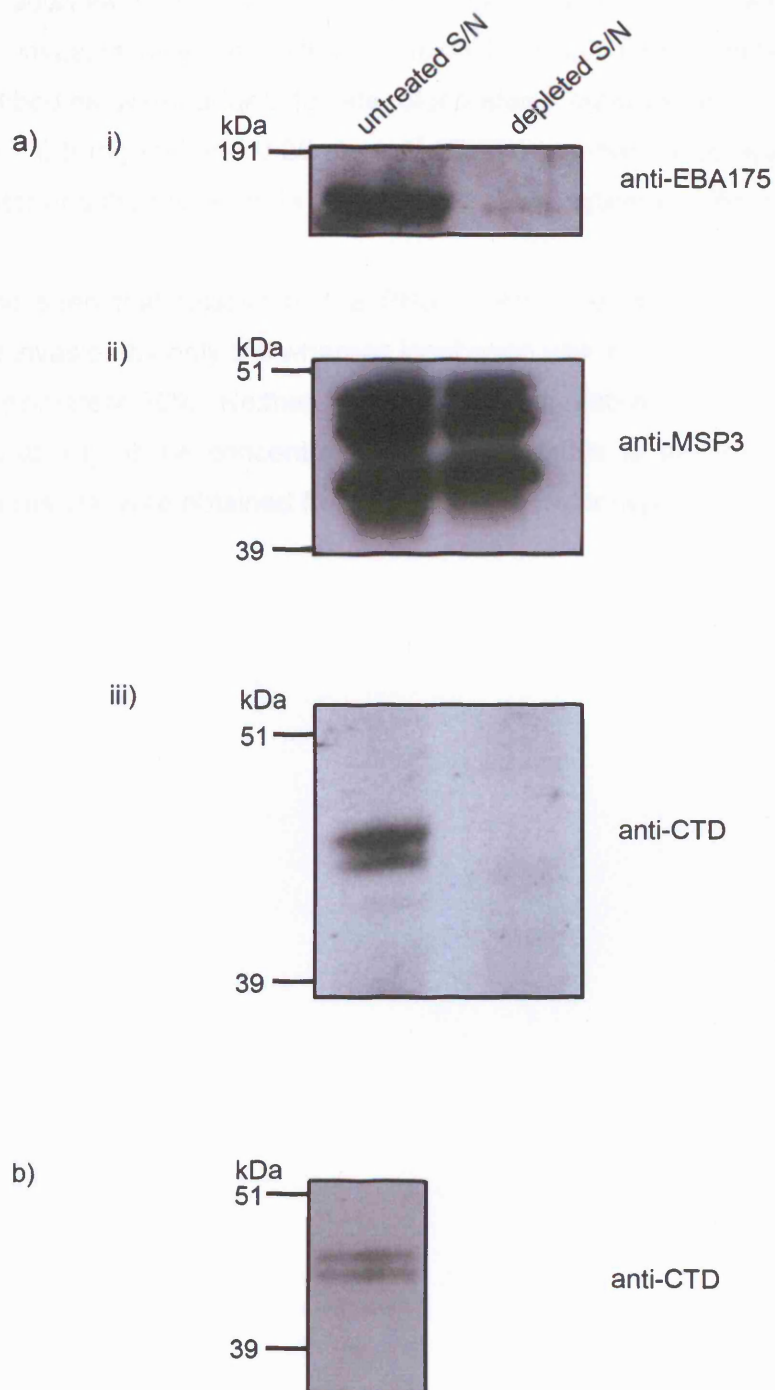 untreated S/N depleted S/N
a) i) kDa
191 anti-EBA175
ii) kDa
51
anti-MSP3
39
iii) kDa
51
anti-CTD
39
b) kDa
51
anti-CTD
39